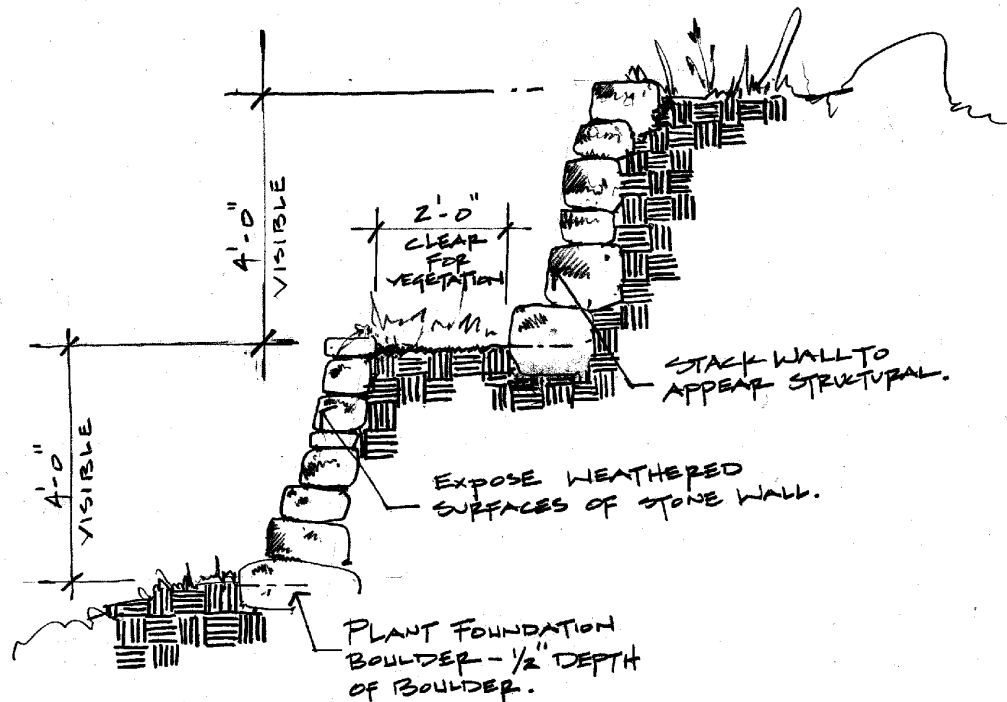 4'-0"
VISIBLE
2'-0"
CLEAR
FOR
VEGETATION
4'-0"
VISIBLE
STACK WALL TO
APPEAR STRUCTURAL.
EXPOSE WEATHERED
SURFACES OF STONE WALL.
PLANT FOUNDATION
BOULDER - 1/2" DEPTH
OF BOULDER.